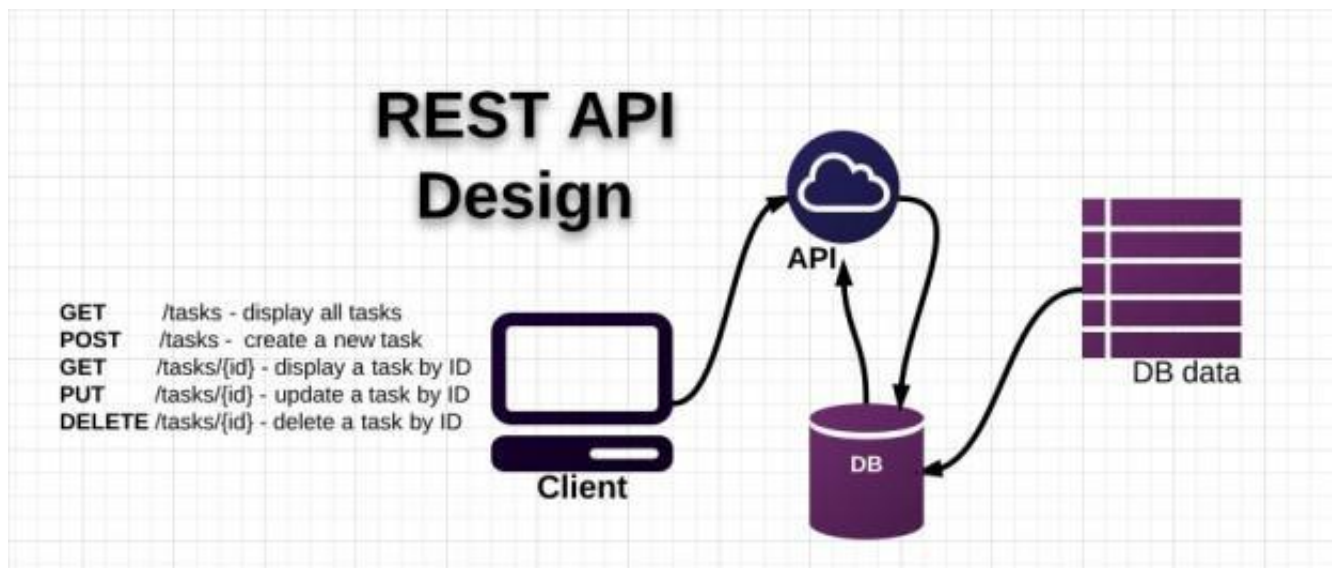 REST API
Design
API
GET /tasks - display all tasks
POST /tasks - create a new task
GET /tasks/{id} - display a task by ID
PUT /tasks/{id} - update a task by ID
DELETE /tasks/{id} - delete a task by ID
Client
DB
DB data